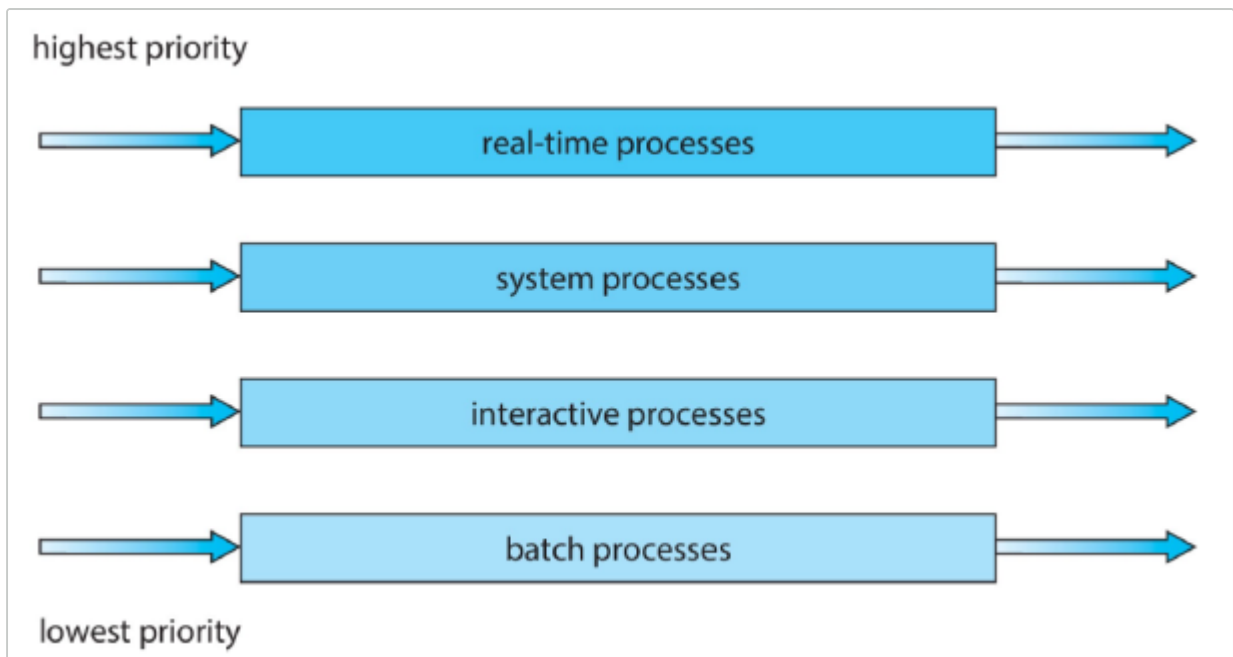 highest priority
real-time processes
system processes
interactive processes
batch processes
lowest priority